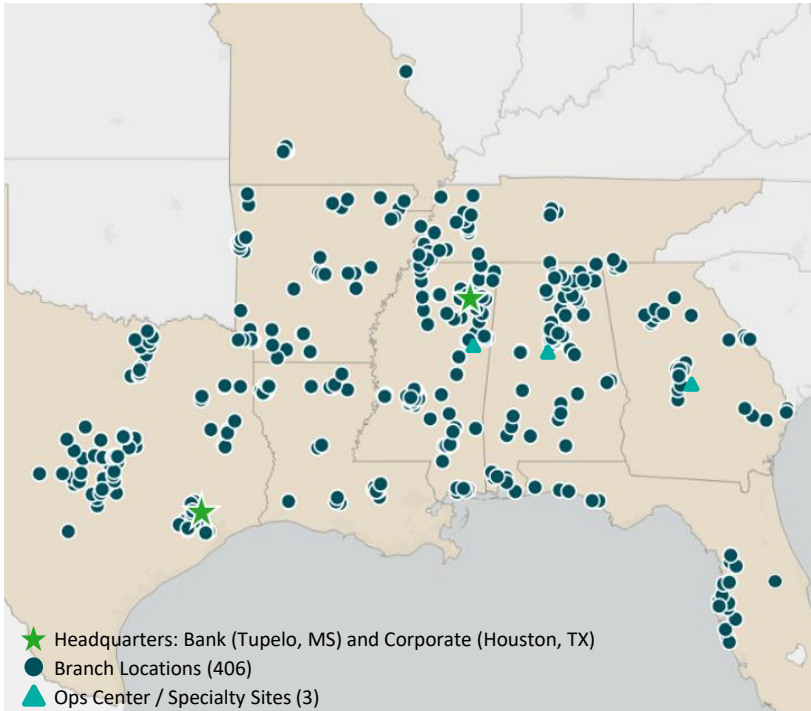 Headquarters: Bank (Tupelo, MS) and Corporate (Houston, TX)
Branch Locations (406)
Ops Center / Specialty Sites (3)